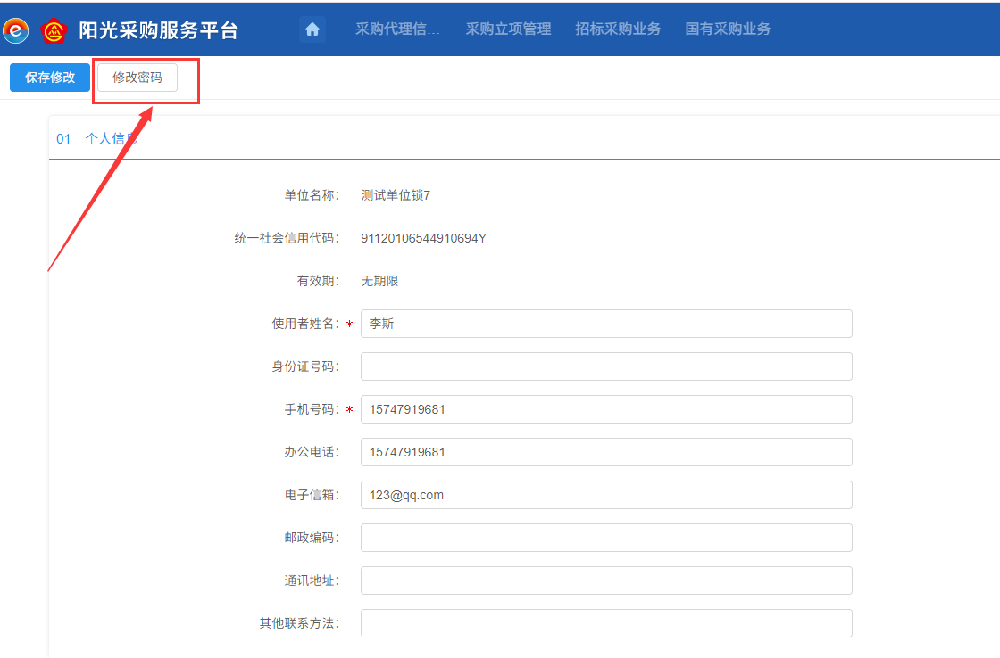 阳光采购服务平台 采购代理信... 采购立项管理 招标采购业务 国有采购业务
保存修改 修改密码
01 个人信息
单位名称： 测试单位锁7
统一社会信用代码： 91120106544910694Y
有效期： 无期限
使用者姓名：* 李斯
身份证号码：
手机号码：* 15747919681
办公电话： 15747919681
电子信箱： 123@qq.com
邮政编码：
通讯地址：
其他联系方法：